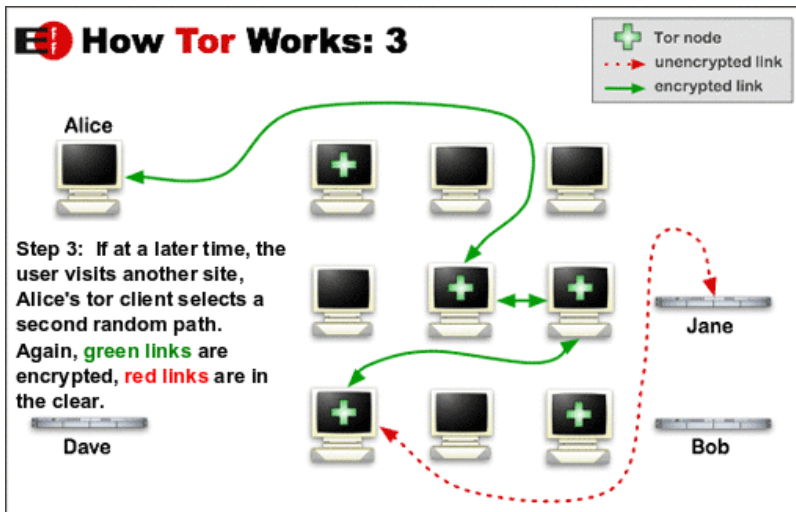 EFF How Tor Works: 3
Tor node
unencrypted link
encrypted link
Alice
Step 3: If at a later time, the
user visits another site,
Alice's tor client selects a
second random path.
Again, green links are
encrypted, red links are in
the clear.
Jane
Dave
Bob